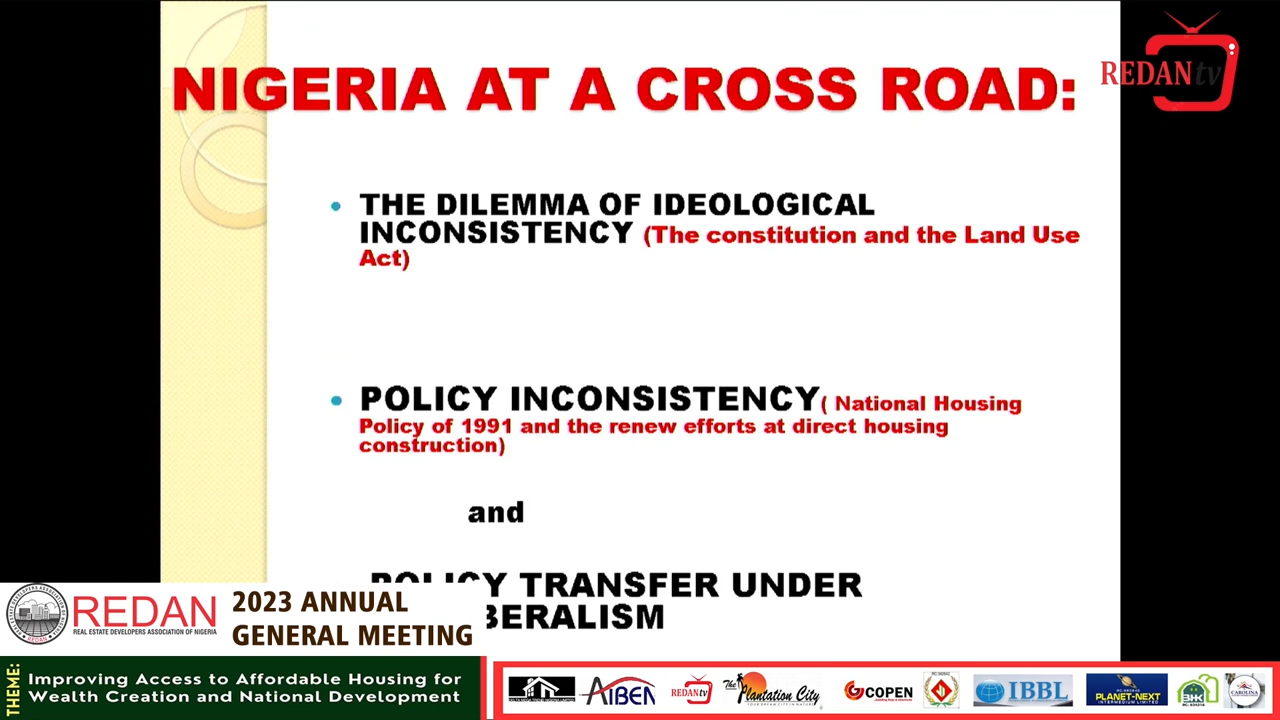 NIGERIA AT A CROSS ROAD:
REDANtv
• THE DILEMMA OF IDEOLOGICAL
INCONSISTENCY (The constitution and the Land Use
Act)
• POLICY INCONSISTENCY( National Housing
Policy of 1991 and the renew efforts at direct housing
construction)
and
POLICY TRANSFER UNDER
BERALISM
REDAN
REAL ESTATE DEVELOPERS ASSOCIATION OF NIGERIA
2023 ANNUAL
GENERAL MEETING
THEME:
Improving Access to Affordable Housing for
Wealth Creation and National Development
AIBEN
REDANtv
The Plantation City
COPEN
IBBL
PLANET-NEXT
INTERMEDIUM LIMITED
BK
CAROLINA